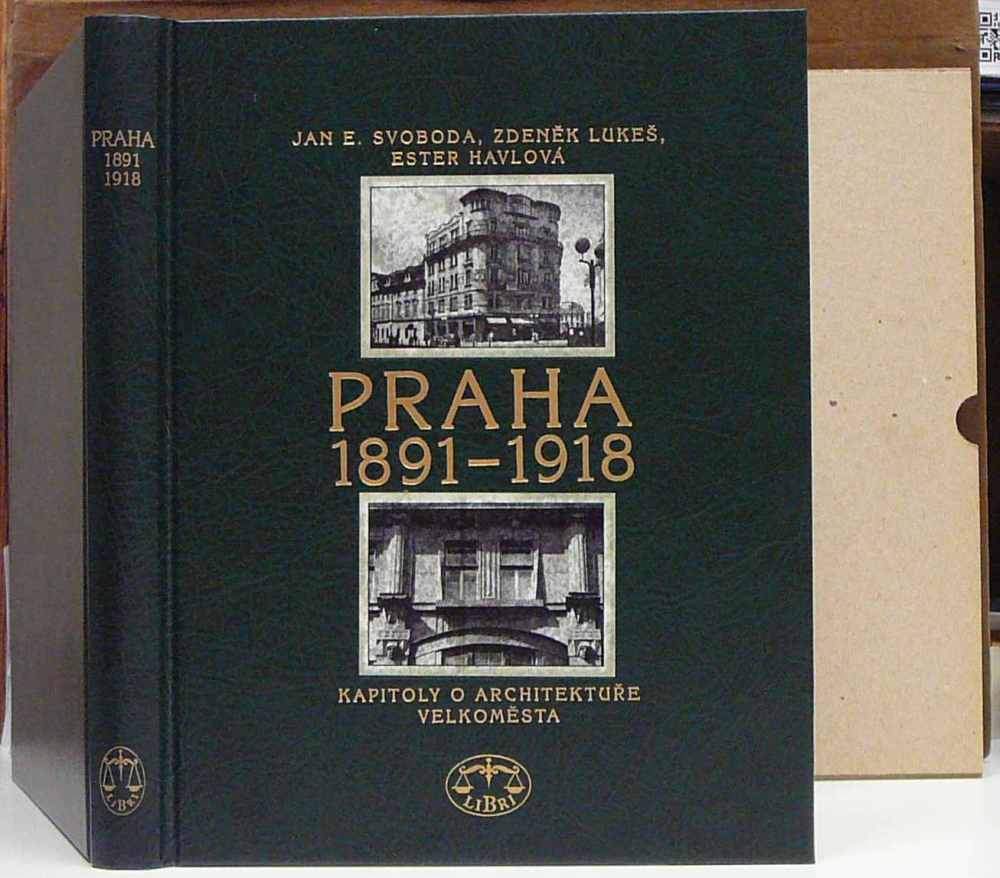 PRAHA
1891
1918
LIBRI
JAN E. SVOBODA, ZDENĚK LUKEŠ,
ESTER HAVLOVÁ
PRAHA
1891–1918
KAPITOLY O ARCHITEKTUŘE
VELKOMĚSTA
LIBRI